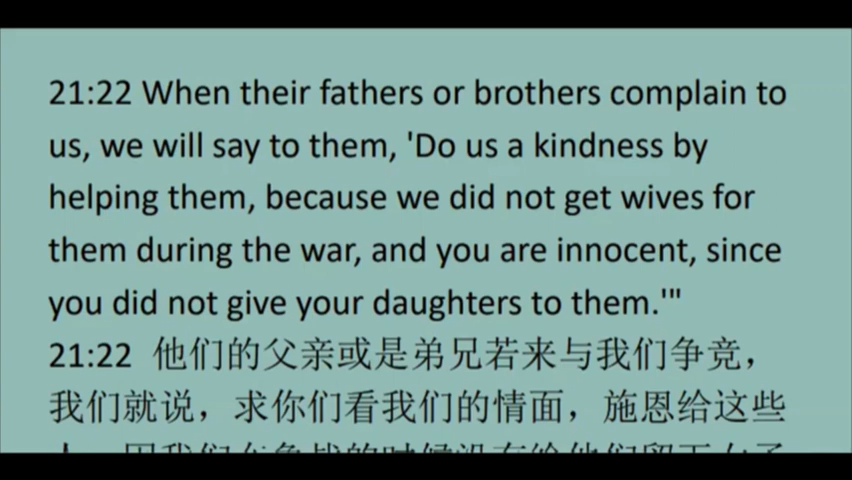 21:22 When their fathers or brothers complain to
us, we will say to them, 'Do us a kindness by
helping them, because we did not get wives for
them during the war, and you are innocent, since
you did not give your daughters to them.'"
21:22 他们的父亲或是弟兄若来与我们争竞，
我们就说，求你们看我们的情面，施恩给这些